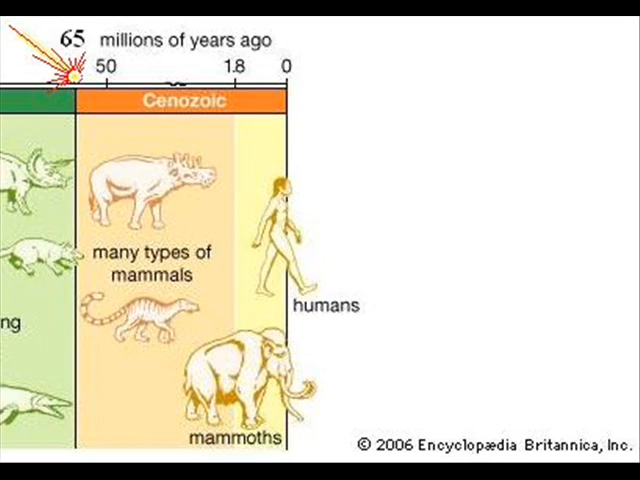 65 millions of years ago
50 1.8 0
Cenozoic
many types of
mammals
humans
ng
mammoths
© 2006 Encyclopædia Britannica, Inc.